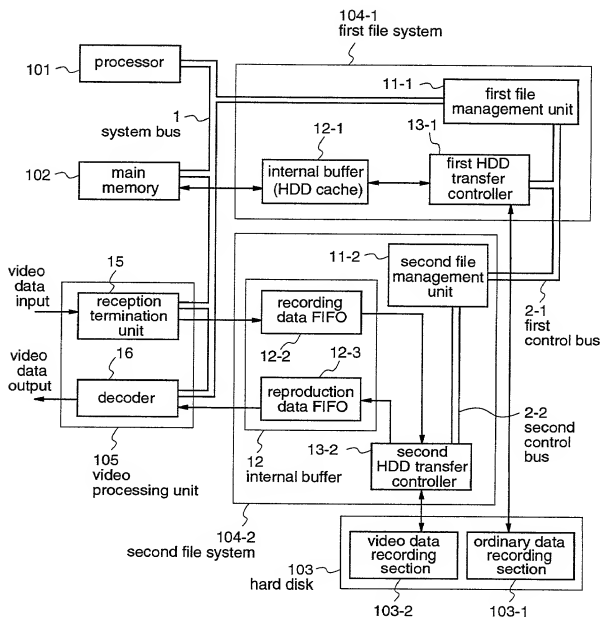 104-1
first file system
processor
101
11-1
first file
management unit
1
system bus
12-1
13-1
main
memory
102
internal buffer
(HDD cache)
first HDD
transfer
controller
11-2
second file
management
unit
video
data
input
15
reception
termination
unit
recording
data FIFO
12-2
2-1 first
control bus
video
data
output
16
decoder
12-3
reproduction
data FIFO
2-2
second
control
bus
105
video
processing unit
12
internal buffer
13-2
second
HDD transfer
controller
104-2
second file system
103
hard disk
video data
recording
section
ordinary data
recording
section
103-2
103-1